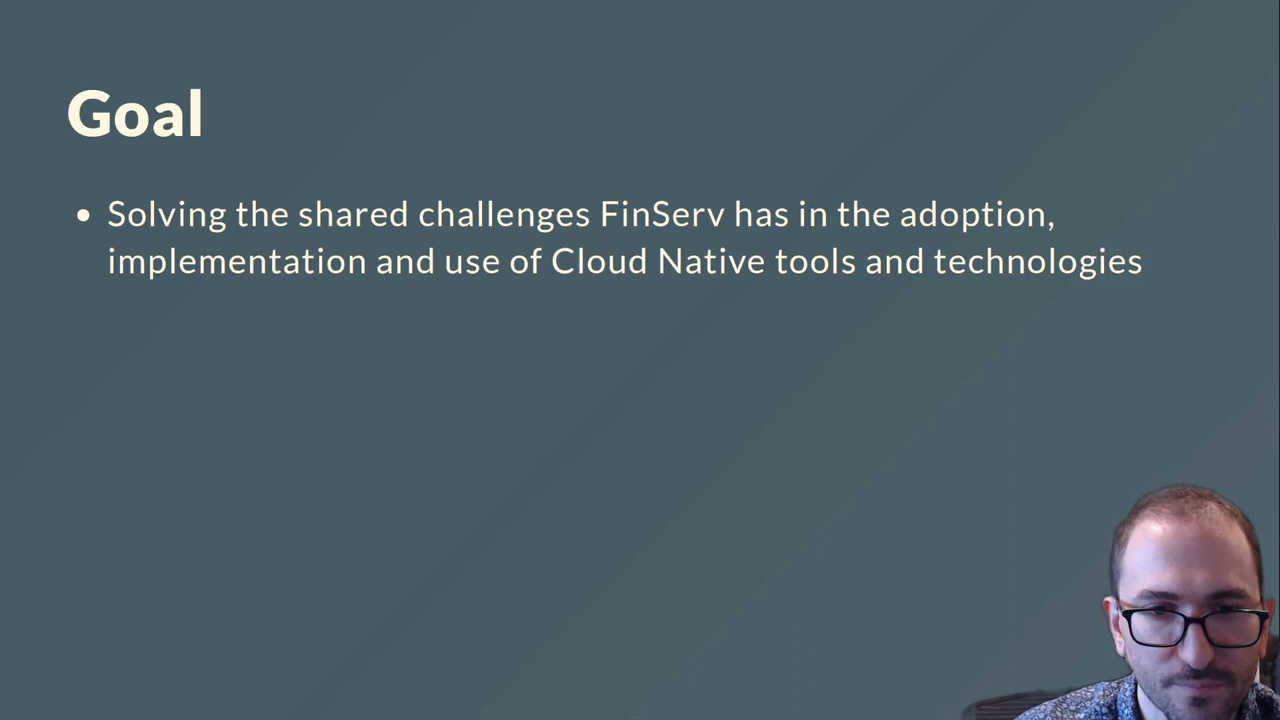 Goal
• Solving the shared challenges FinServ has in the adoption,
implementation and use of Cloud Native tools and technologies